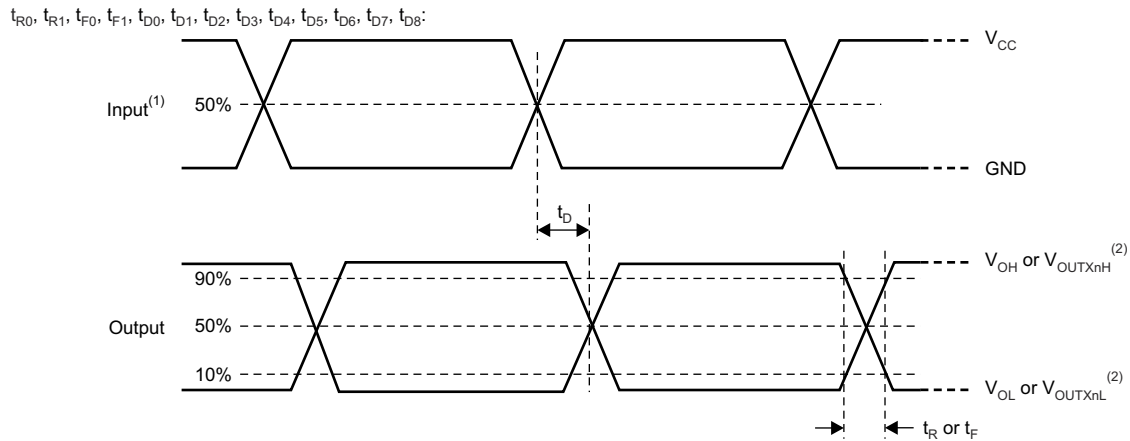 tR0, tR1, tF0, tF1, tD0, tD1, tD2, tD3, tD4, tD5, tD6, tD7, tD8:
VCC
Input(1)
50%
GND
tD
VOH or VOUTXnH(2)
90%
Output
50%
10%
VOL or VOUTXnL(2)
tR or tF